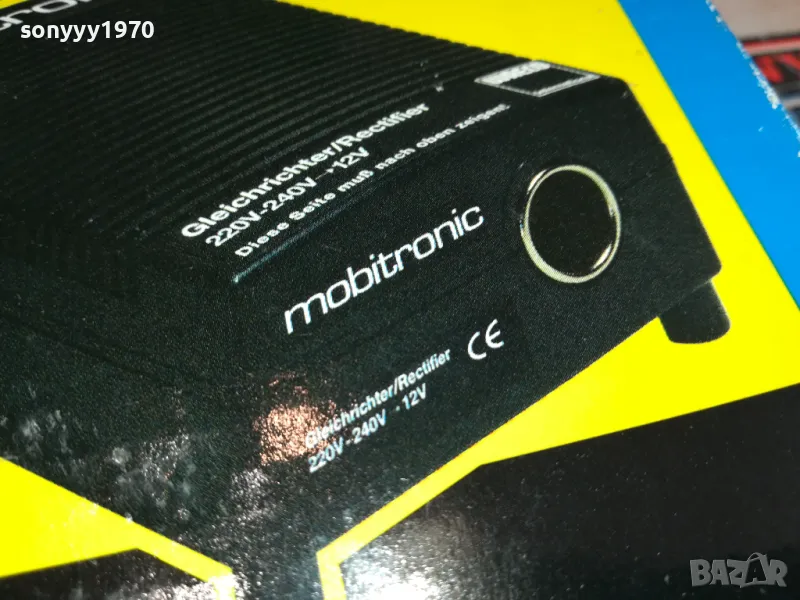 sonyyy1970
Gleichrichter/Rectifier
220V-240V→12V
Diese Seite muß nach oben zeigen!
mobitronic
CE
Gleichrichter/Rectifier
220V-240V→12V
BAZAR